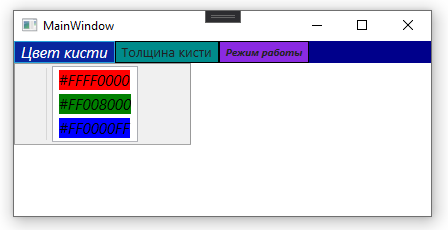 MainWindow
Цвет кисти Толщина кисти Режим работы
#FFFF0000
#FF008000
#FF0000FF